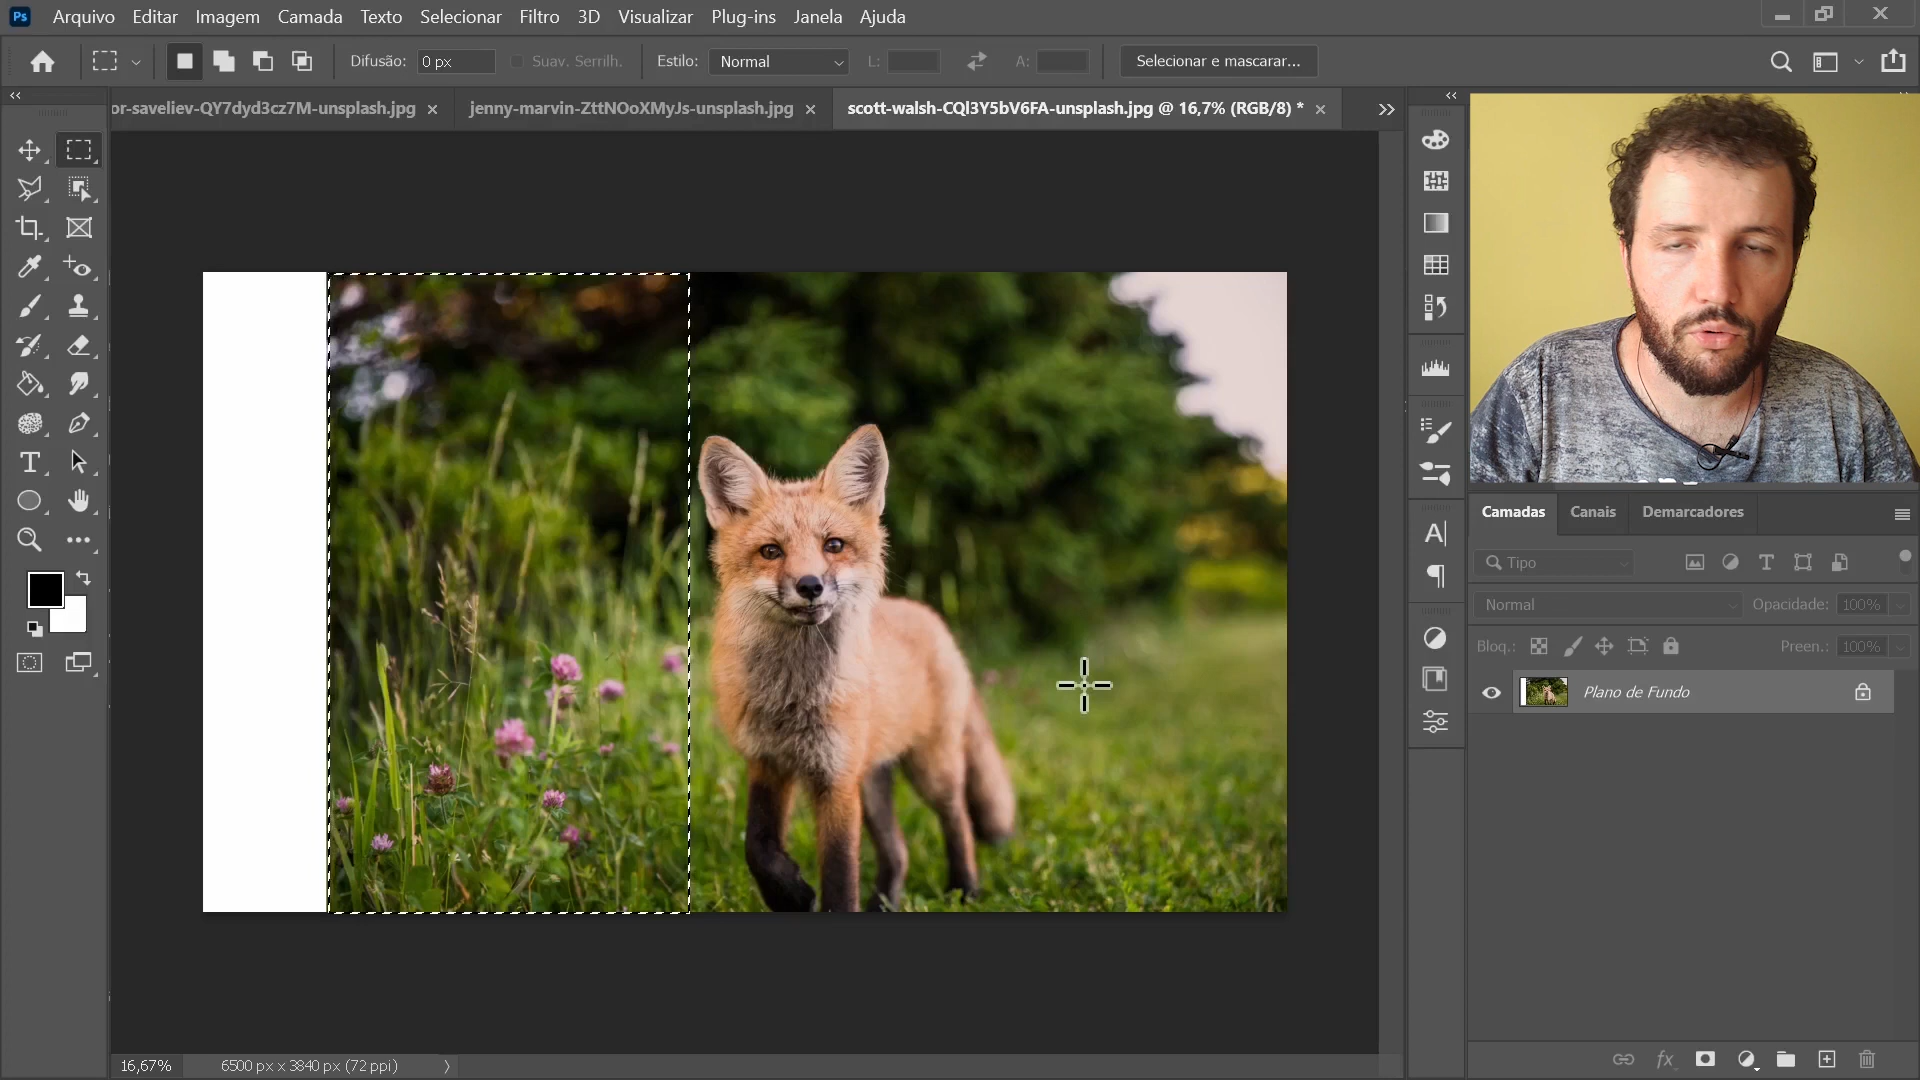 Ps Arquivo Editar Imagem Camada Texto Selecionar Filtro 3D Visualizar Plug-ins Janela Ajuda
Difusão: 0 px Suav. Serrilh. Estilo: Normal L: A: Selecionar e mascarar...
or-saveliev-QY7dyd3cz7M-unsplash.jpg × jenny-marvin-ZttNOoXMyJs-unsplash.jpg × scott-walsh-CQl3Y5bV6FA-unsplash.jpg @ 16,7% (RGB/8) * ×
Camadas Canais Demarcadores
Tipo
Normal Opacidade: 100%
Bloq.: Preen.: 100%
Plano de Fundo
16,67% 6500 px x 3840 px (72 ppi)